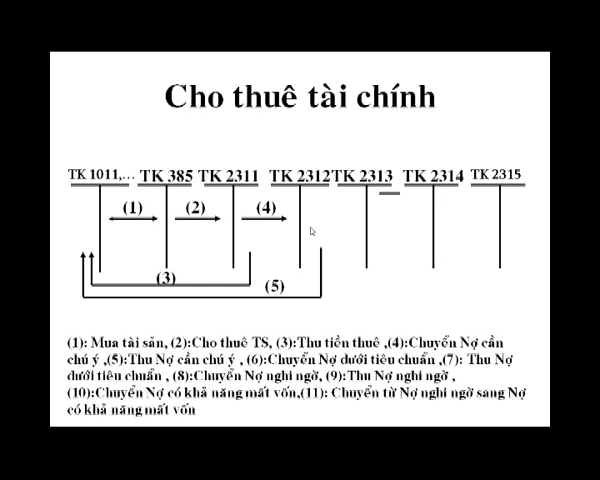 Cho thuê tài chính
TK 1011,... TK 385 TK 2311 TK 2312 TK 2313 TK 2314 TK 2315
(1) (2) (4)
(3)
(5)
(1): Mua tài sản, (2):Cho thuê TS, (3):Thu tiền thuê ,(4):Chuyển Nợ cần
chú ý ,(5):Thu Nợ cần chú ý , (6):Chuyển Nợ dưới tiêu chuẩn ,(7): Thu Nợ
dưới tiêu chuẩn , (8):Chuyển Nợ nghi ngờ, (9):Thu Nợ nghi ngờ ,
(10):Chuyển Nợ có khả năng mất vốn,(11): Chuyển từ Nợ nghi ngờ sang Nợ
có khả năng mất vốn